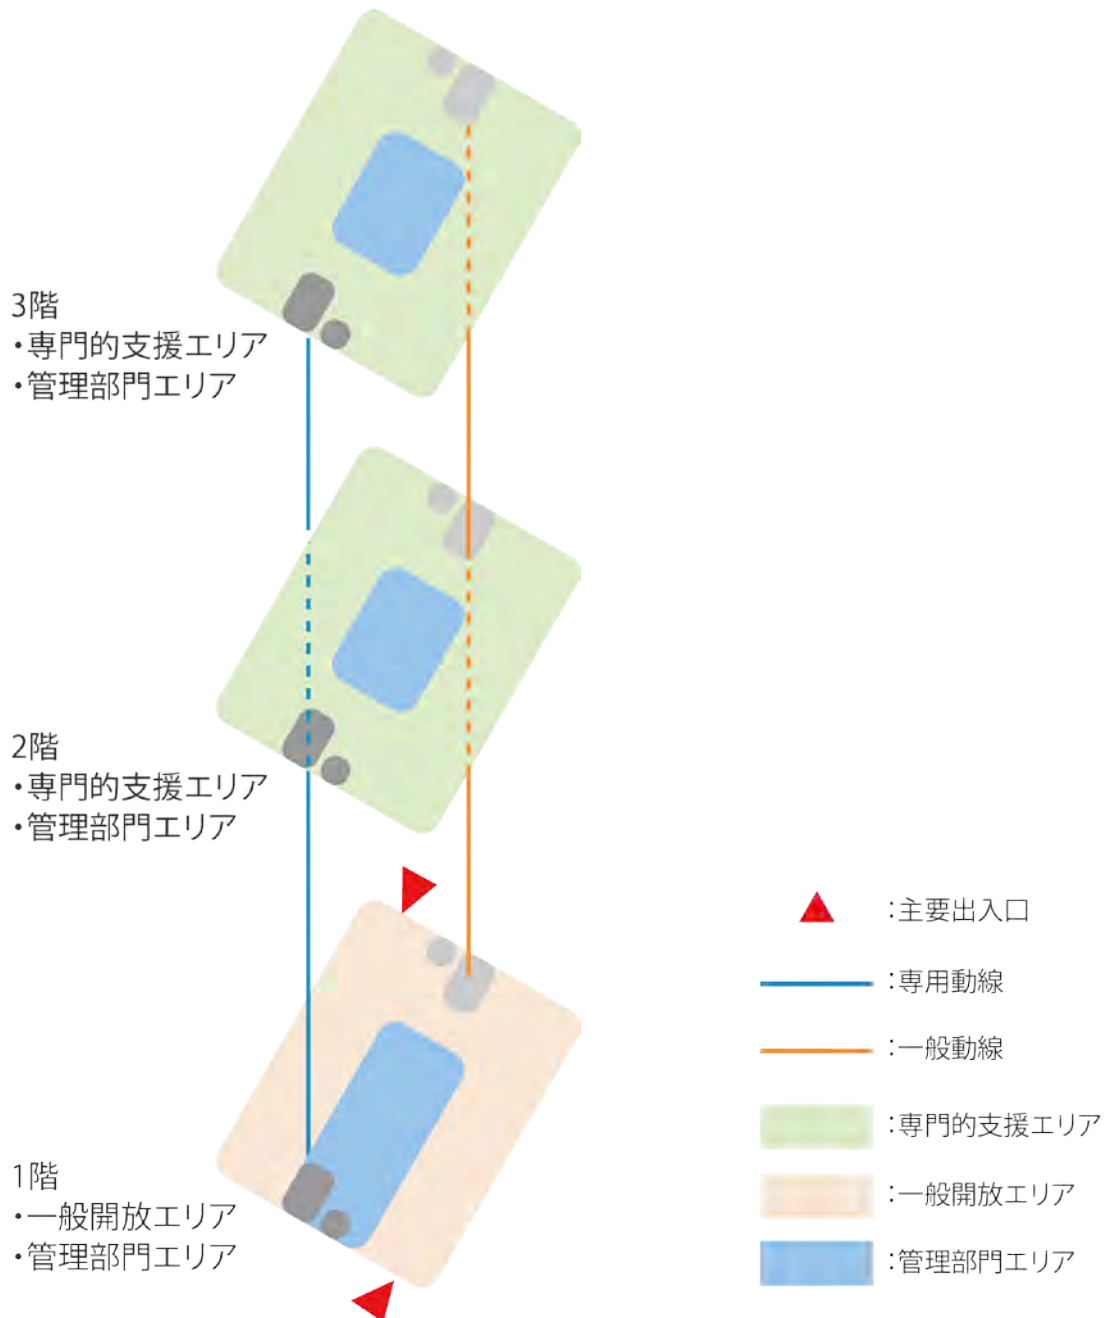 3階
・専門的支援エリア
・管理部門エリア
2階
・専門的支援エリア
・管理部門エリア
1階
・一般開放エリア
・管理部門エリア
：主要出入口
：専用動線
：一般動線
：専門的支援エリア
：一般開放エリア
：管理部門エリア